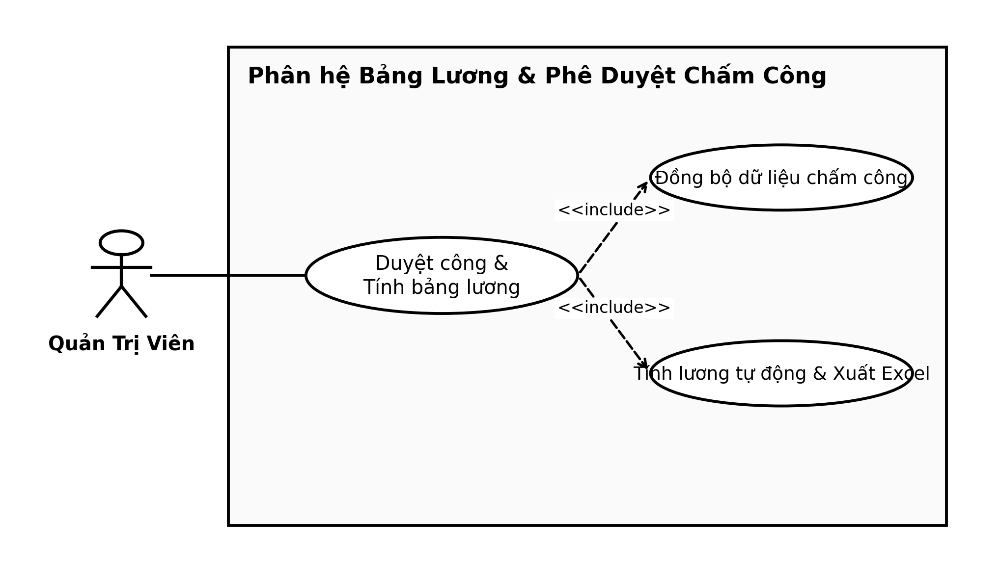 Phân hệ Bảng Lương & Phê Duyệt Chấm Công
Đồng bộ dữ liệu chấm công
<<include>>
Duyệt công &
Tính bảng lương
<<include>>
Quản Trị Viên
Tính lương tự động & Xuất Excel